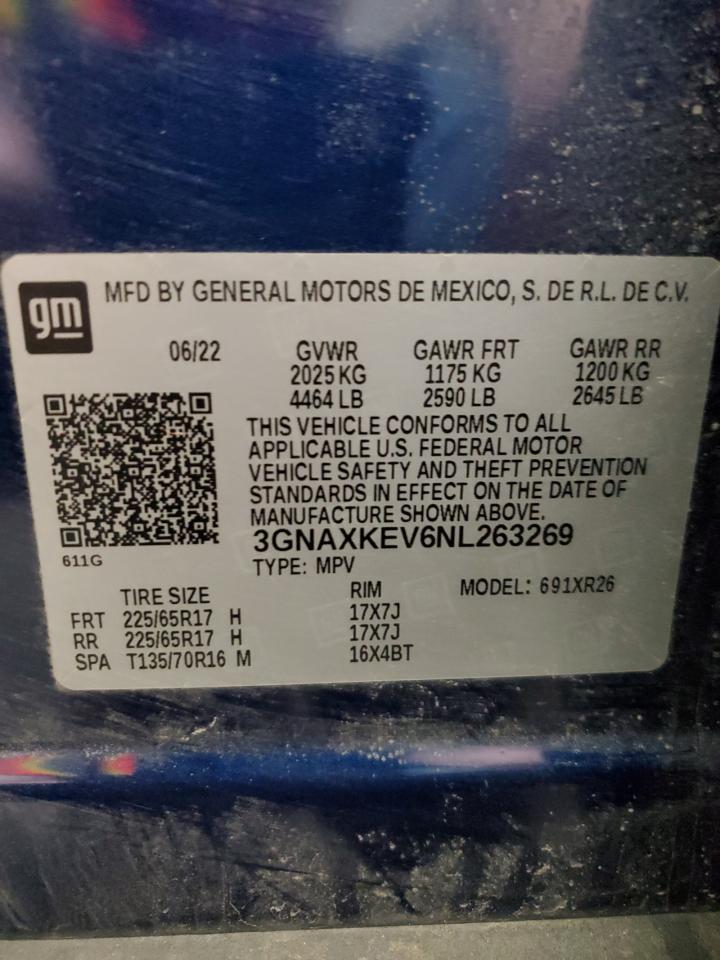 gm
MFD BY GENERAL MOTORS DE MEXICO, S. DE R.L. DE C.V.
06/22 GVWR GAWR FRT GAWR RR
2025 KG 1175 KG 1200 KG
4464 LB 2590 LB 2645 LB
THIS VEHICLE CONFORMS TO ALL
APPLICABLE U.S. FEDERAL MOTOR
VEHICLE SAFETY AND THEFT PREVENTION
STANDARDS IN EFFECT ON THE DATE OF
MANUFACTURE SHOWN ABOVE.
3GNAXKEV6NL263269
611G
TYPE: MPV
TIRE SIZE RIM MODEL: 691XR26
FRT 225/65R17 H 17X7J
RR 225/65R17 H 17X7J
SPA T135/70R16 M 16X4BT